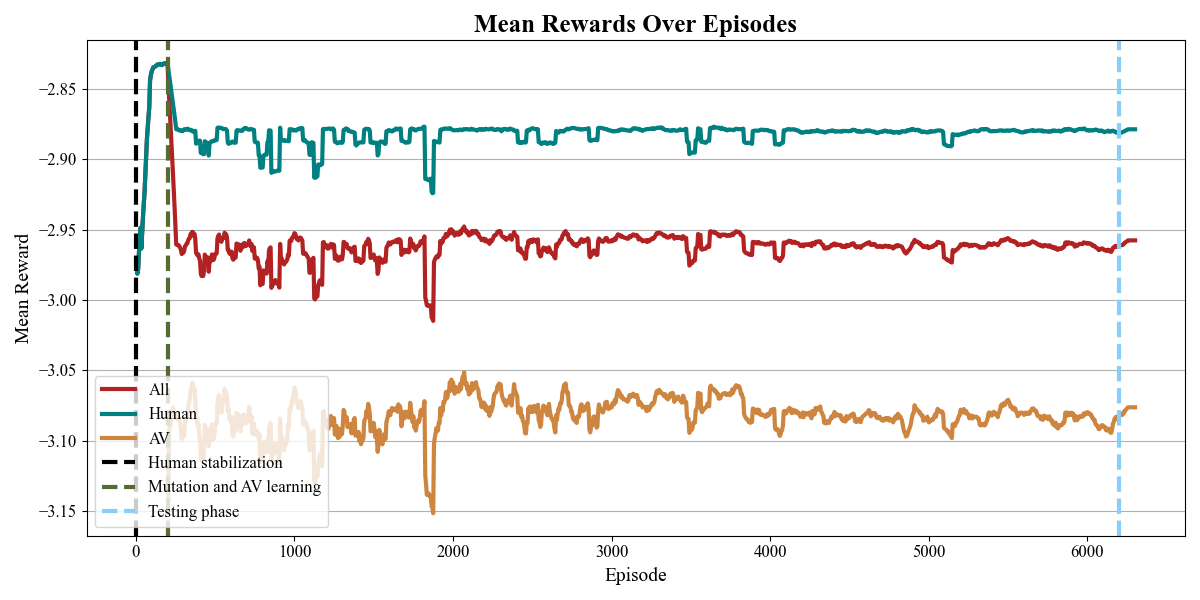 Mean Rewards Over Episodes
Mean Reward
−2.85
−2.90
−2.95
−3.00
−3.05
−3.10
−3.15
All
Human
AV
Human stabilization
Mutation and AV learning
Testing phase
0 1000 2000 3000 4000 5000 6000
Episode